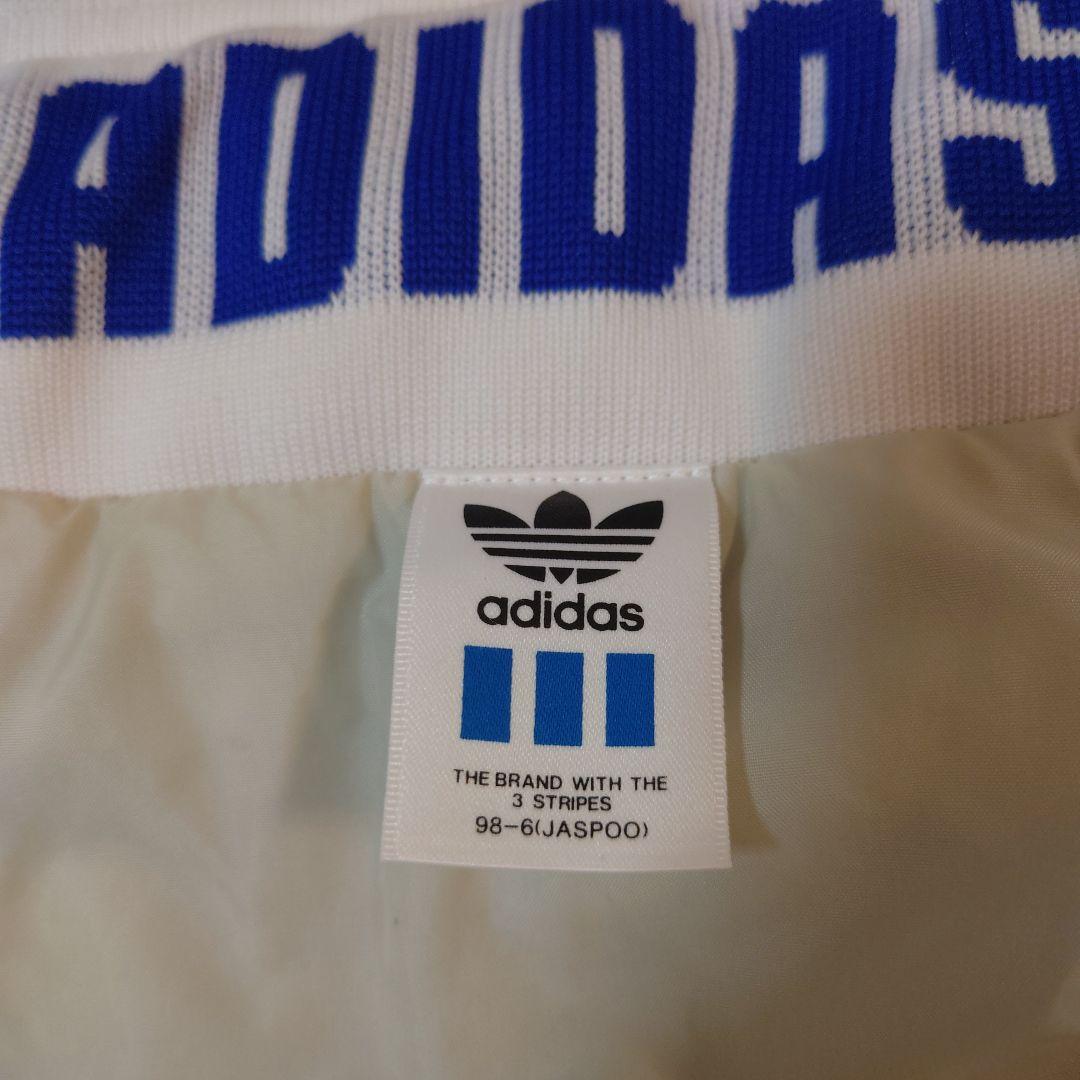 ADIDAS
adidas
THE BRAND WITH THE
3 STRIPES
98-6(JASPOO)